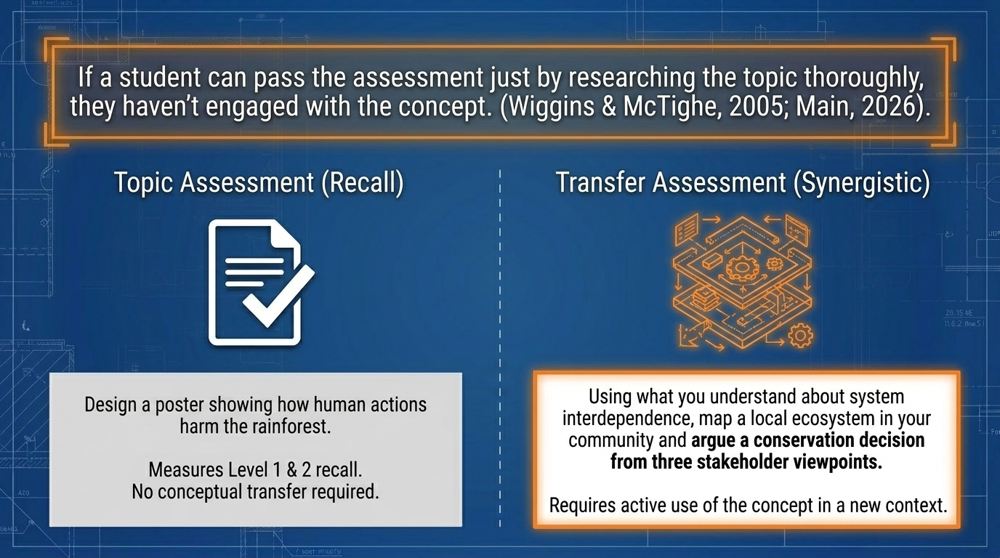 If a student can pass the assessment just by researching the topic thoroughly,
they haven’t engaged with the concept. (Wiggins & McTighe, 2005; Main, 2026).
Topic Assessment (Recall)
Transfer Assessment (Synergistic)
Design a poster showing how human actions
harm the rainforest.
Measures Level 1 & 2 recall.
No conceptual transfer required.
Using what you understand about system
interdependence, map a local ecosystem in your
community and argue a conservation decision
from three stakeholder viewpoints.
Requires active use of the concept in a new context.